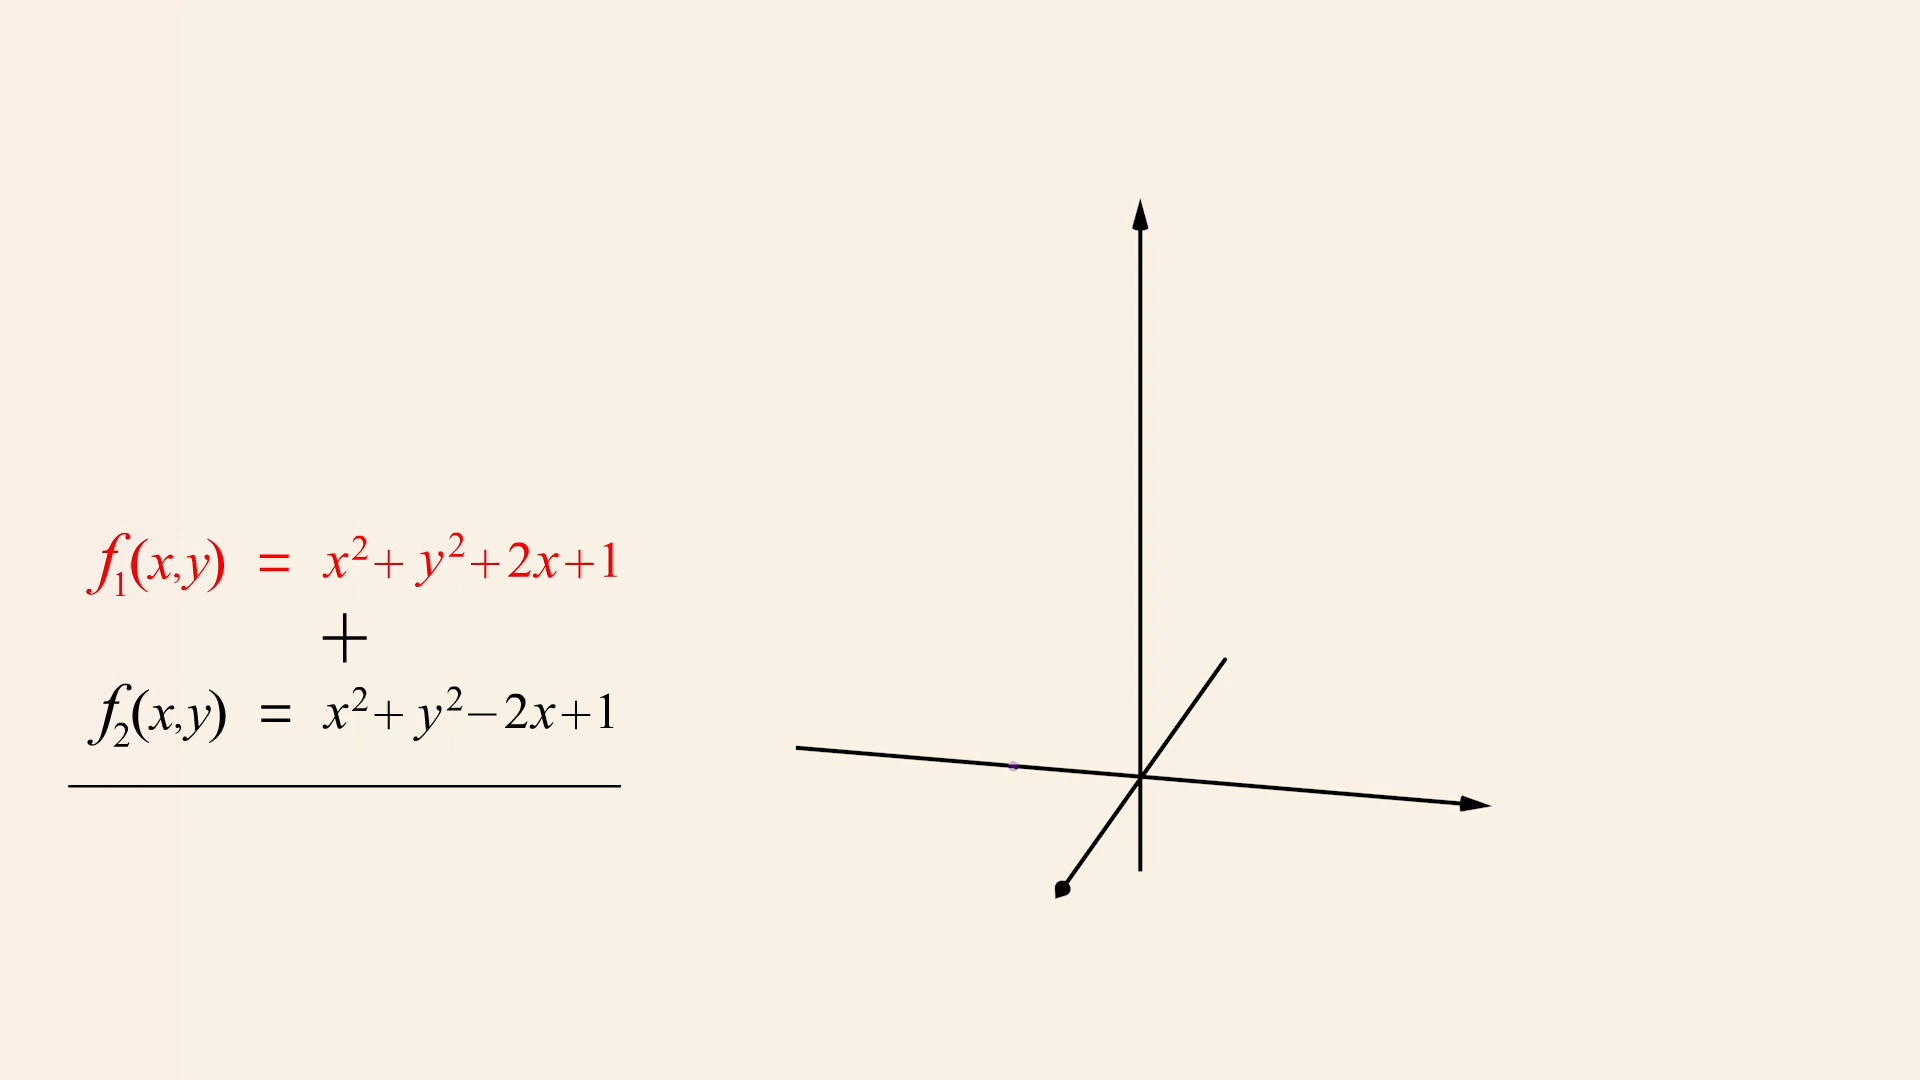 f₁(x,y) = x²+y²+2x+1
+
f₂(x,y) = x²+y²−2x+1